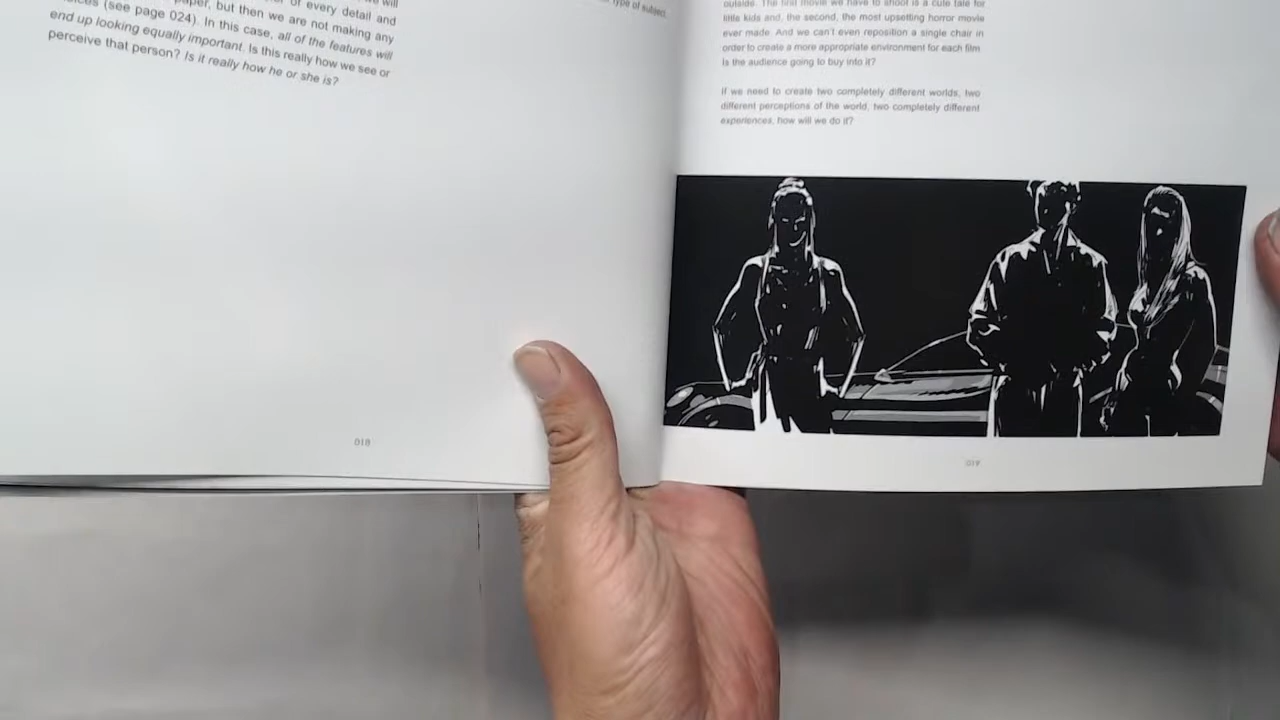 will
of every detail and
paper, but then we are not making any
(see page 024). In this case, all of the features will
end up looking equally important. Is this really how we see or
perceive that person? Is it really how he or she is?
type of subject.
018
outside. The first movie we have to shoot is a cute tale for
little kids and, the second, the most upsetting horror movie
ever made. And we can't even reposition a single chair in
order to create a more appropriate environment for each film
Is the audience going to buy into it?
If we need to create two completely different worlds, two
different perceptions of the world, two completely different
experiences, how will we do it?
019